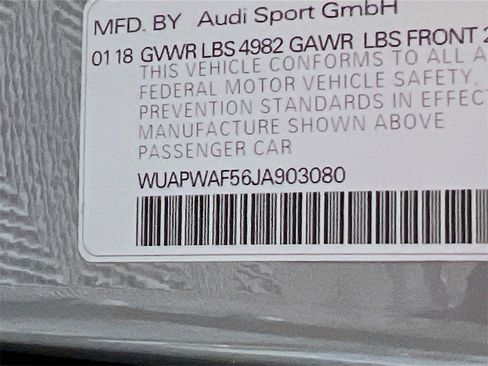 MFD. BY Audi Sport GmbH
01 18 GVWR LBS 4982 GAWR LBS FRONT 2
THIS VEHICLE CONFORMS TO ALL A
FEDERAL MOTOR VEHICLE SAFETY,
PREVENTION STANDARDS IN EFFECT
MANUFACTURE SHOWN ABOVE
PASSENGER CAR
WUAPWAF56JA903080